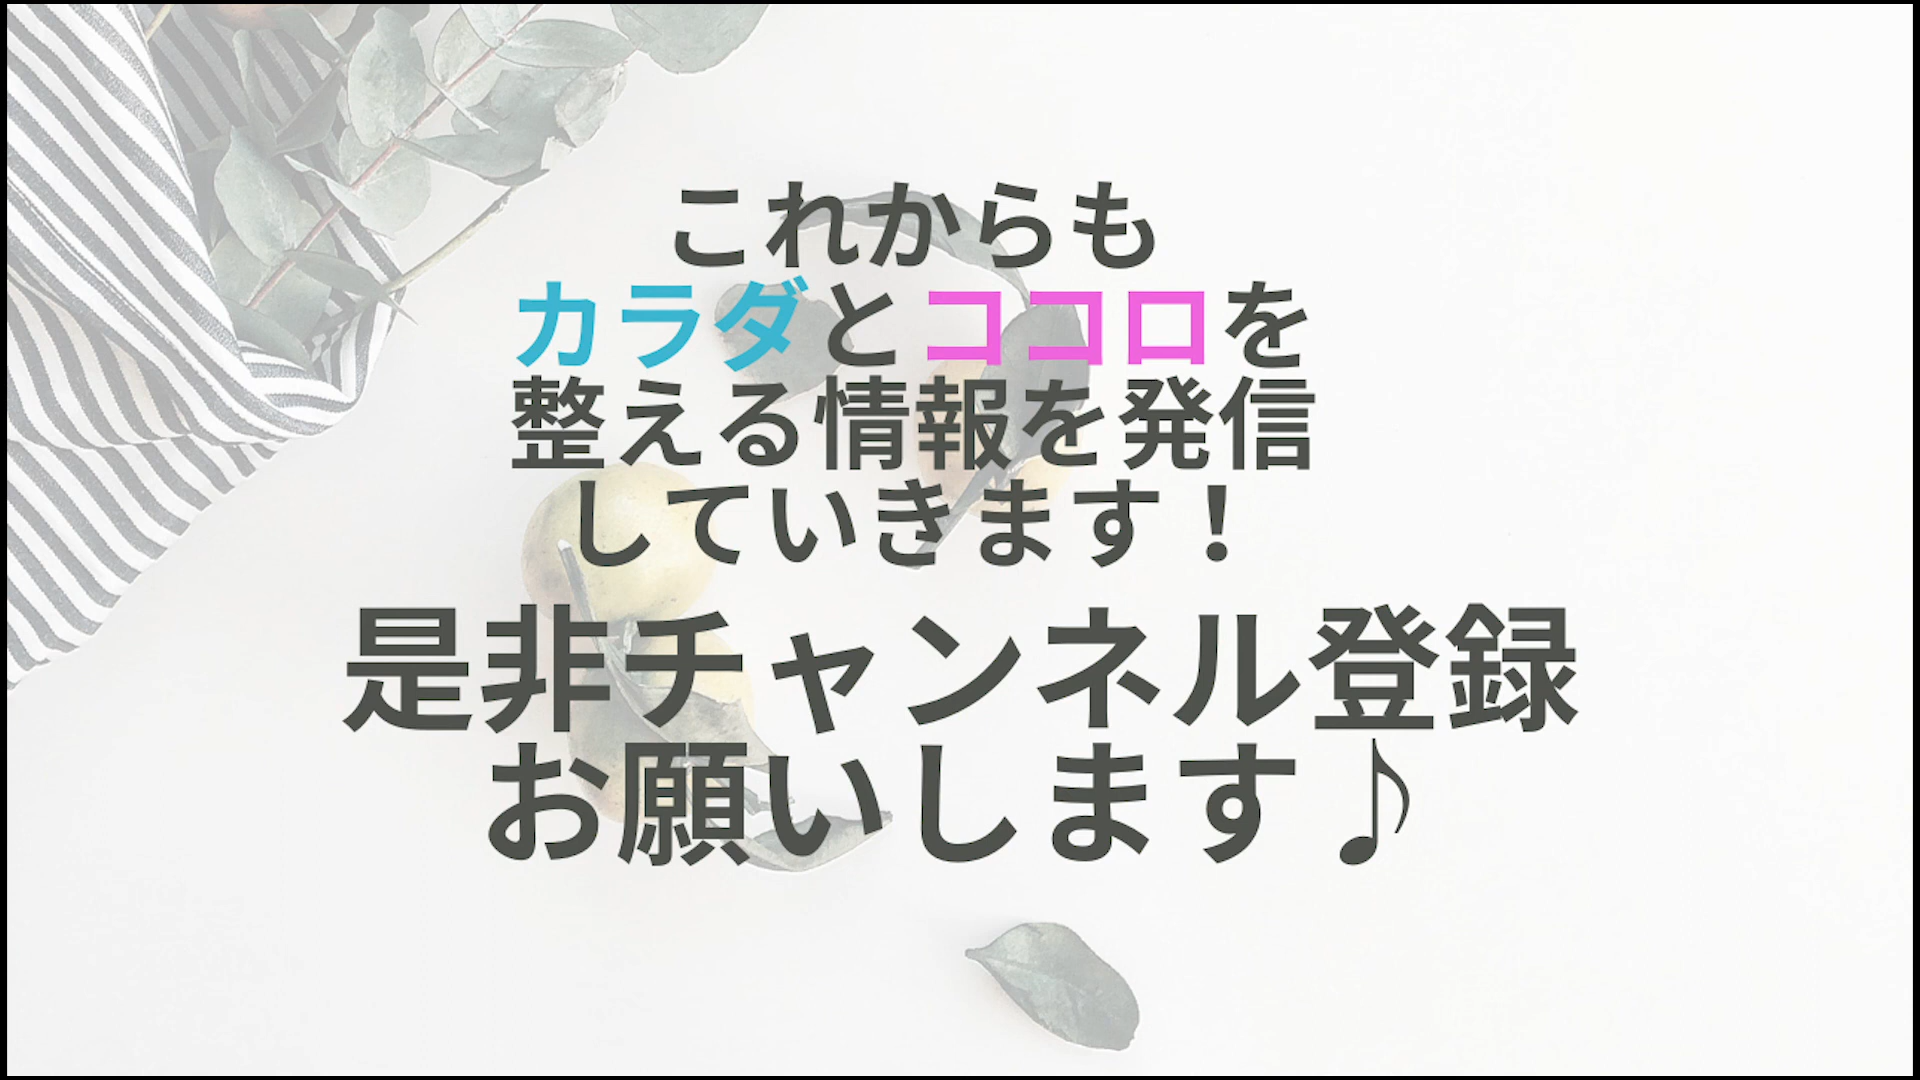 これからも
カラダとココロを
整える情報を発信
していきます！
是非チャンネル登録
お願いします♪